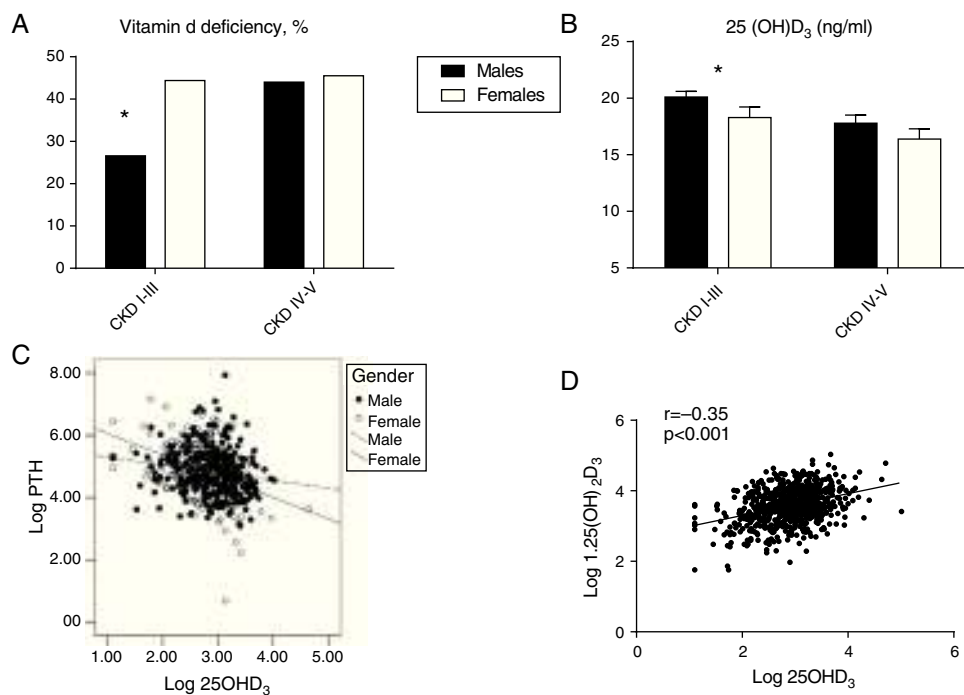 A
Vitamin d deficiency, %
50
40
30
20
10
0
*
CKD I-III
CKD IV-V
Males
Females
B
25 (OH)D₃ (ng/ml)
25
20
15
10
5
*
CKD I-III
CKD IV-V
C
Log PTH
8.00
6.00
4.00
2.00
00
1.00 2.00 3.00 4.00 5.00
Log 25OHD₃
Gender
Male
Female
Male
Female
D
r=–0.35
p<0.001
Log 1.25(OH) ₂D₃
6
4
2
0
0 2 4 6
Log 25OHD₃